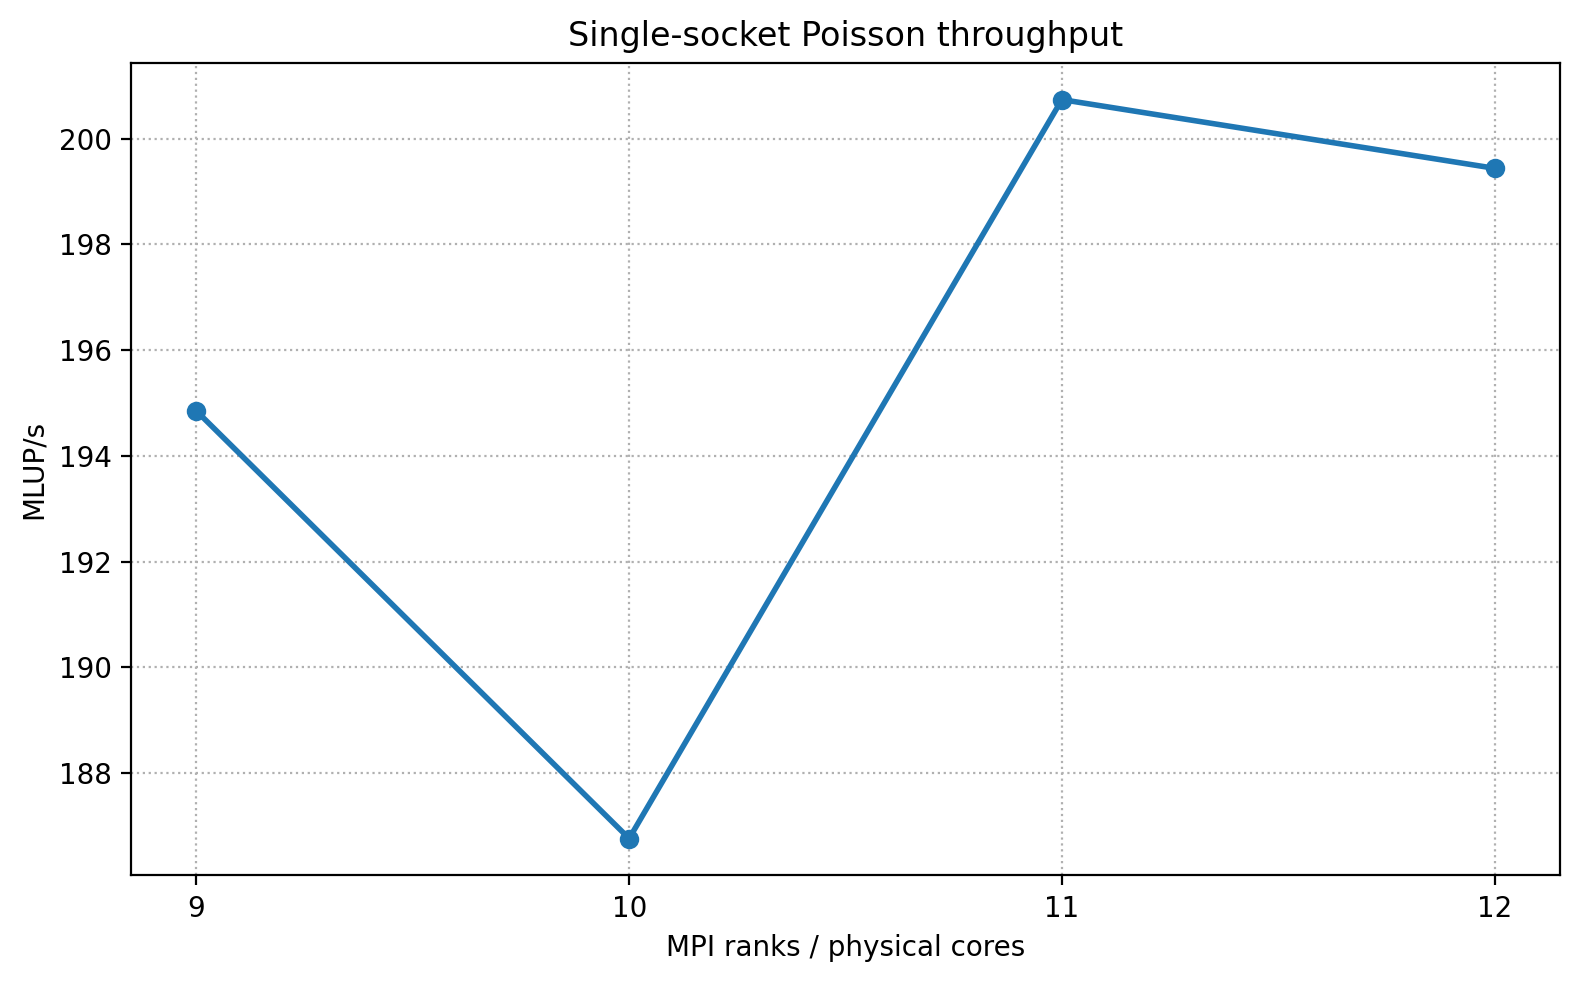 Single-socket Poisson throughput
MLUP/s
200
198
196
194
192
190
188
9 10 11 12
MPI ranks / physical cores